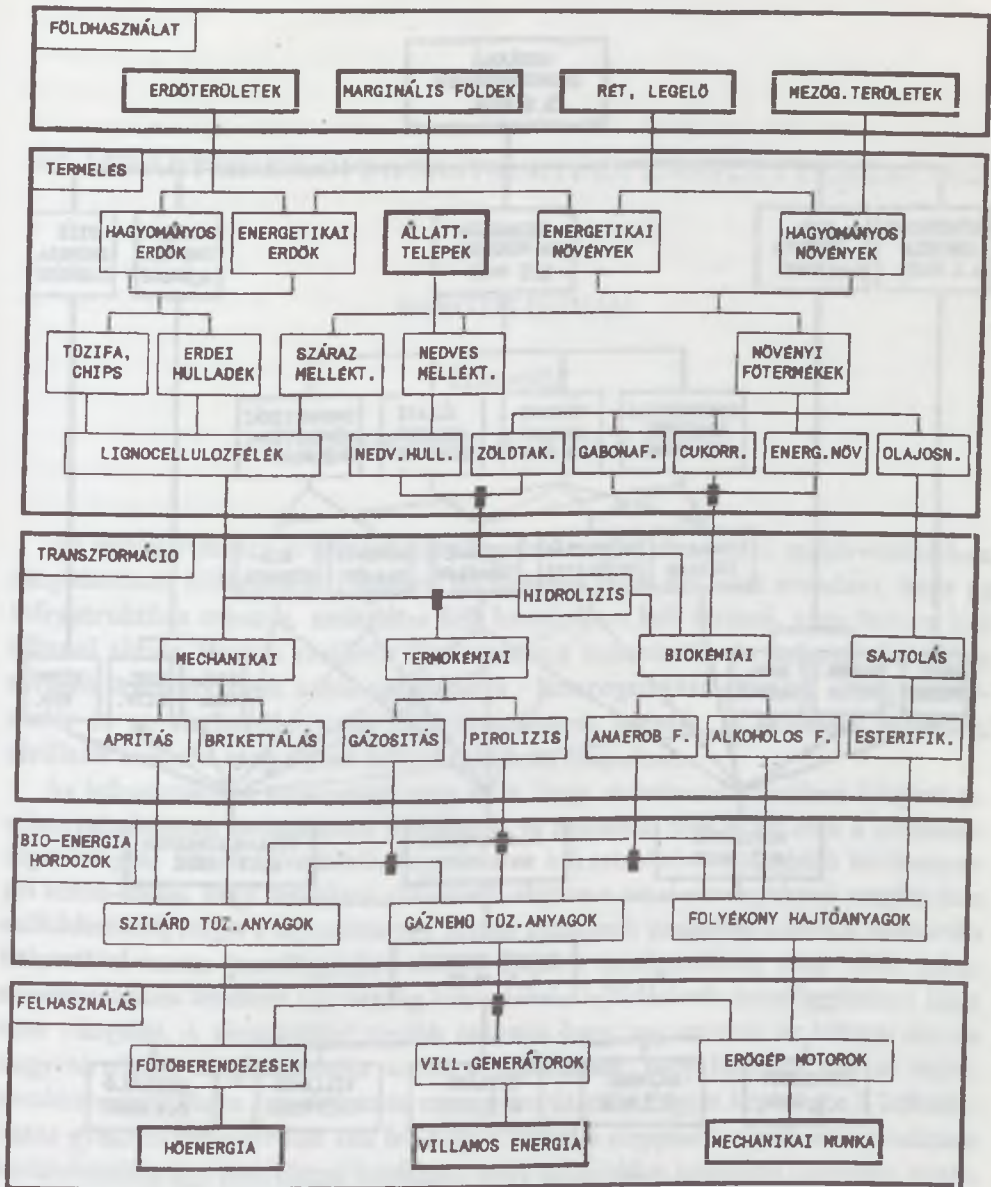 FÖLDHASZNÁLAT
ERDŐTERÜLETEK MARGINÁLIS FÖLDEK RÉT, LEGELŐ MEZŐG.TERÜLETEK
TERMELÉS
HAGYOMÁNYOS
ERDŐK
ENERGETIKAI
ERDŐK
ÁLLATT.
TELEPEK
ENERGETIKAI
NÖVÉNYEK
HAGYOMÁNYOS
NÖVÉNYEK
TŰZIFA,
CHIPS
ERDEI
HULLADÉK
SZÁRAZ
MELLÉKT.
NEDVES
MELLÉKT.
NÖVÉNYI
FŐTERMÉKEK
LIGNOCELLULOZFÉLÉK NEDV.HULL. ZÖLDTAK. GABONAF. CUKORR. ENERG.NÖV OLAJOSN.
TRANSZFORMÁCIÓ
HIDROLIZIS
MECHANIKAI TERMOKÉMIAI BIOKÉMIAI SAJTOLÁS
APRÍTÁS BRIKETTÁLÁS GÁZOSITÁS PIROLIZIS ANAEROB F. ALKOHOLOS F. ESTERIFIK.
BIO-ENERGIA
HORDOZÓK
SZILÁRD TÜZ.ANYAGOK GÁZNEMŰ TÜZ.ANYAGOK FOLYÉKONY HAJTÓANYAGOK
FELHASZNÁLÁS
FŰTŐBERENDEZÉSEK VILL.GENERÁTOROK ERŐGÉP MOTOROK
HŐENERGIA VILLAMOS ENERGIA MECHANIKAI MUNKA